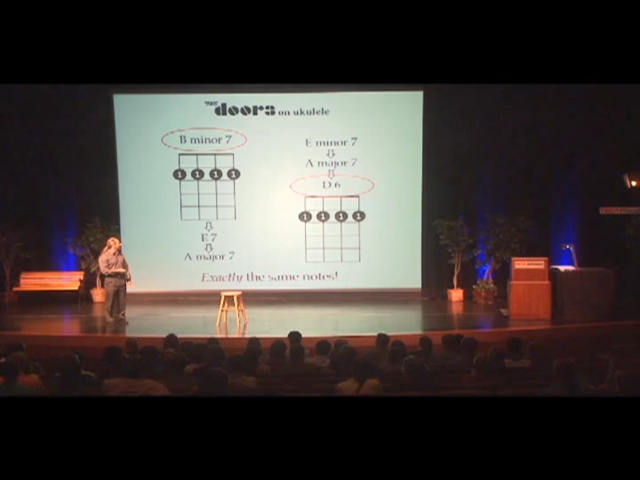 THE doors on ukulele
B minor 7
1 1 1 1
E 7
A major 7
E minor 7
A major 7
D 6
1 1 1 1
Exactly the same notes!